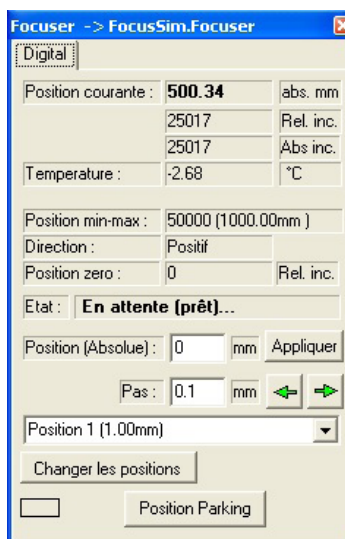 Focuser -> FocusSim.Focuser
Digital
Position courante : 500.34 abs. mm
25017 Rel. inc.
25017 Abs inc.
Temperature : -2.68 °C
Position min-max : 50000 (1000.00mm )
Direction : Positif
Position zero : 0 Rel. inc.
Etat : En attente (prêt)...
Position (Absolue) : 0 mm Appliquer
Pas : 0.1 mm
Position 1 (1.00mm)
Changer les positions
Position Parking